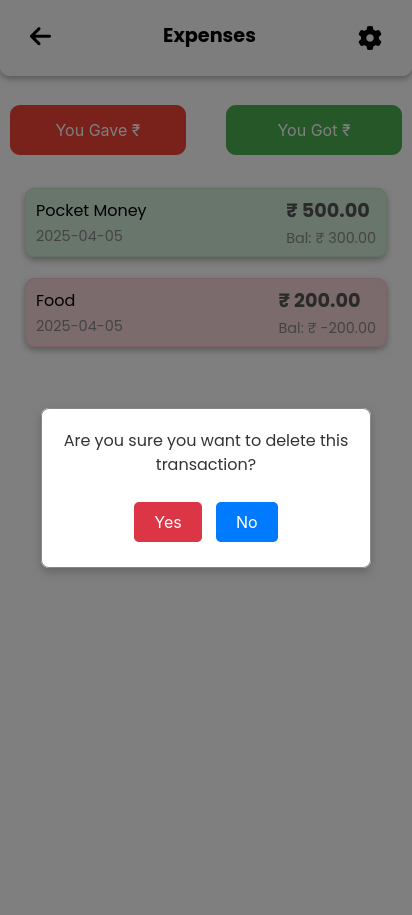 Expenses
You Gave ₹
You Got ₹
Pocket Money
₹ 500.00
2025-04-05
Bal: ₹ 300.00
Food
₹ 200.00
2025-04-05
Bal: ₹ -200.00
Are you sure you want to delete this
transaction?
Yes
No